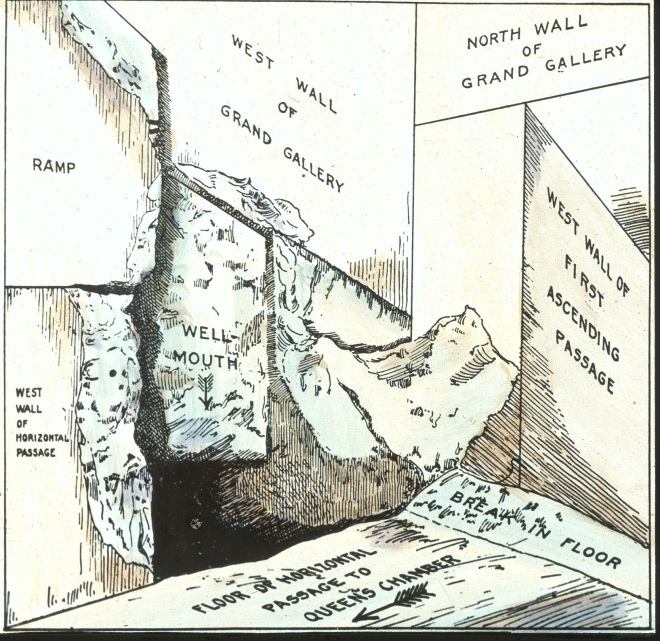 WEST WALL
OF
GRAND GALLERY
NORTH WALL
OF
GRAND GALLERY
RAMP
WEST WALL OF
FIRST
ASCENDING
PASSAGE
WELL-
MOUTH
WEST
WALL
OF
HORIZONTAL
PASSAGE
BREAK IN FLOOR
FLOOR OF HORIZONTAL
PASSAGE TO
QUEEN'S CHAMBER